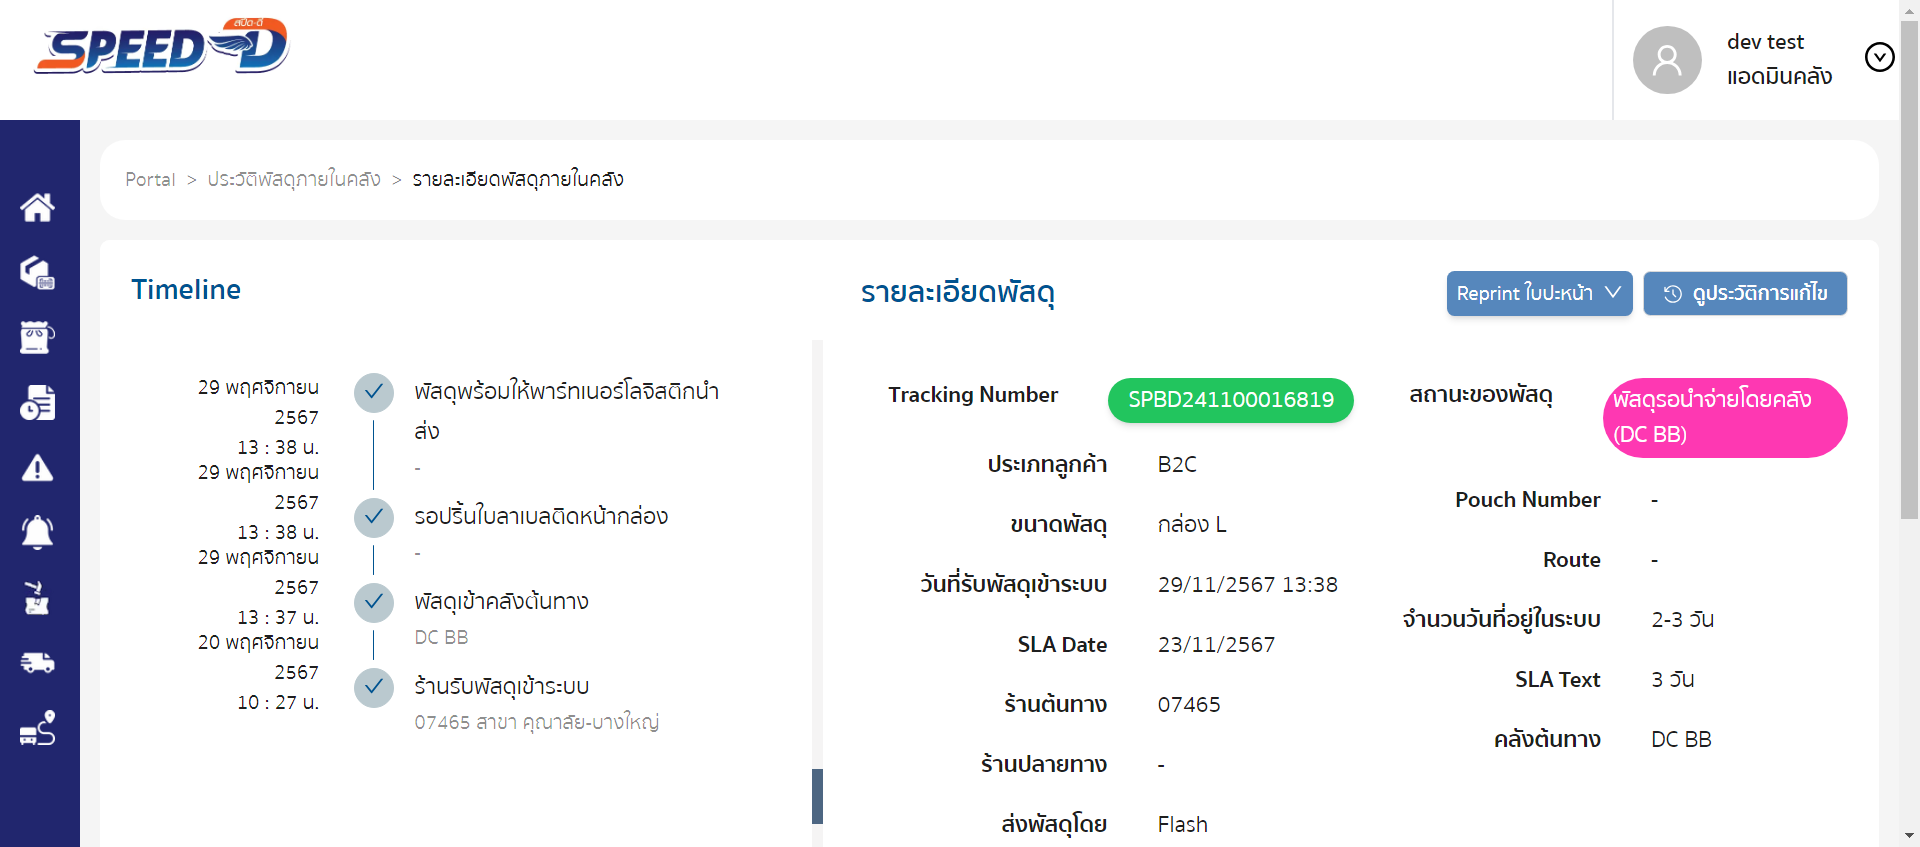 สปีด-ดี
SPEED-D
dev test
แอดมินคลัง
Portal > ประวัติพัสดุภายในคลัง > รายละเอียดพัสดุภายในคลัง
Timeline
29 พฤศจิกายน
2567
13 : 38 น.
พัสดุพร้อมให้พาร์ทเนอร์โลจิสติกนำ
ส่ง
-
29 พฤศจิกายน
2567
13 : 38 น.
รอปริ้นใบลาเบลติดหน้ากล่อง
-
29 พฤศจิกายน
2567
13 : 37 น.
พัสดุเข้าคลังต้นทาง
DC BB
20 พฤศจิกายน
2567
10 : 27 น.
ร้านรับพัสดุเข้าระบบ
07465 สาขา คุณาลัย-บางใหญ่
รายละเอียดพัสดุ
Reprint ใบปะหน้า
ดูประวัติการแก้ไข
Tracking Number SPBD241100016819
ประเภทลูกค้า B2C
ขนาดพัสดุ กล่อง L
วันที่รับพัสดุเข้าระบบ 29/11/2567 13:38
SLA Date 23/11/2567
ร้านต้นทาง 07465
ร้านปลายทาง -
ส่งพัสดุโดย Flash
สถานะของพัสดุ พัสดุรอนำจ่ายโดยคลัง
(DC BB)
Pouch Number -
Route -
จำนวนวันที่อยู่ในระบบ 2-3 วัน
SLA Text 3 วัน
คลังต้นทาง DC BB